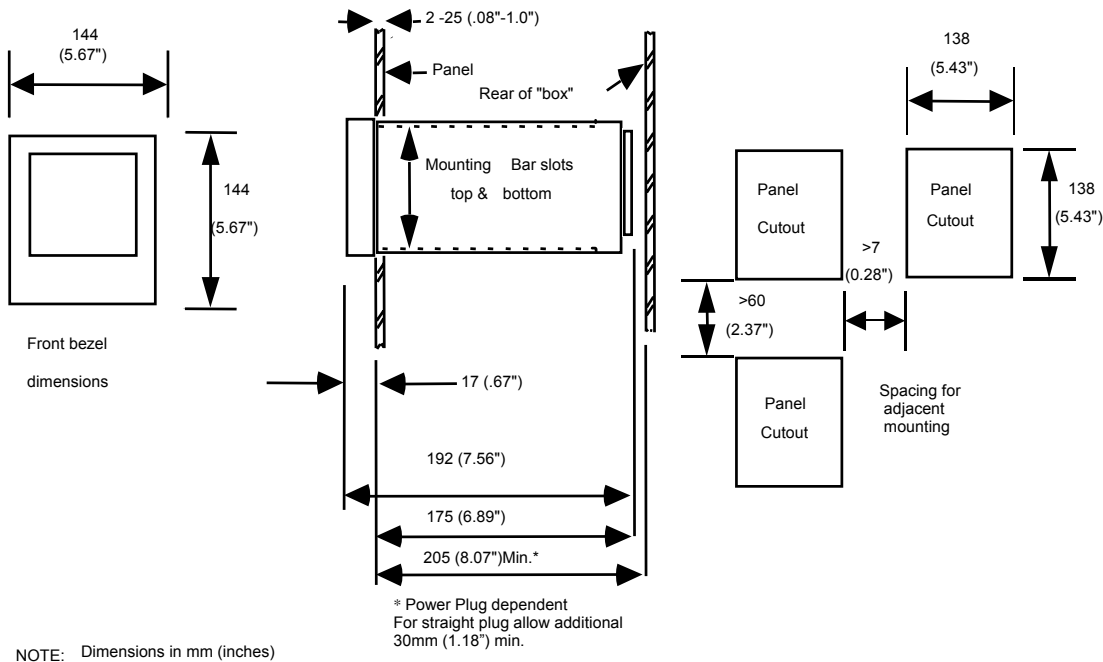 144
(5.67")
144
(5.67")
Front bezel
dimensions
2 -25 (.08"-1.0")
Panel
Rear of "box"
Mounting Bar slots
top & bottom
17 (.67")
192 (7.56")
175 (6.89")
205 (8.07")Min.*
* Power Plug dependent
For straight plug allow additional
30mm (1.18”) min.
138
(5.43")
Panel
Cutout
Panel
Cutout
138
(5.43")
>7
(0.28")
>60
(2.37")
Panel
Cutout
Spacing for
adjacent
mounting
NOTE: Dimensions in mm (inches)